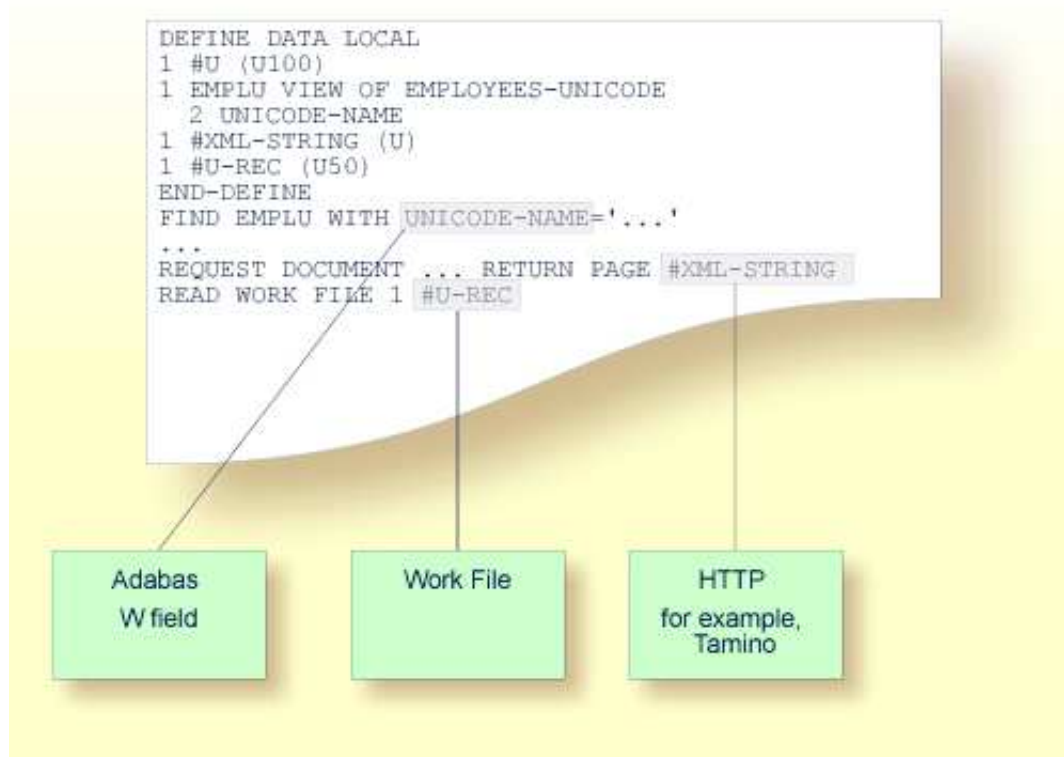 DEFINE DATA LOCAL
1 #U (U100)
1 EMPLU VIEW OF EMPLOYEES-UNICODE
  2 UNICODE-NAME
1 #XML-STRING (U)
1 #U-REC (U50)
END-DEFINE
FIND EMPLU WITH UNICODE-NAME='...'
...
REQUEST DOCUMENT ... RETURN PAGE #XML-STRING
READ WORK FILE 1 #U-REC
Adabas
W field
Work File
HTTP
for example,
Tamino